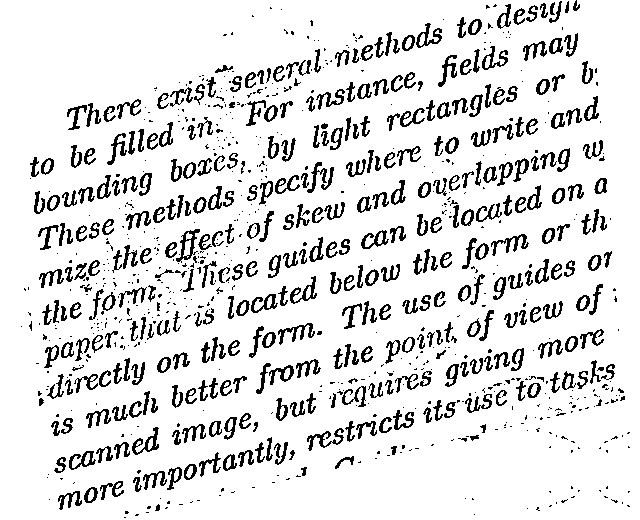 There exist several methods to design
to be filled in. For instance, fields may
bounding boxes, by light rectangles or b
These methods specify where to write and
mize the effect of skew and overlapping w
the form. These guides can be located on a
paper that is located below the form or th
directly on the form. The use of guides on
is much better from the point of view of
scanned image, but requires giving more
more importantly, restricts its use to tasks